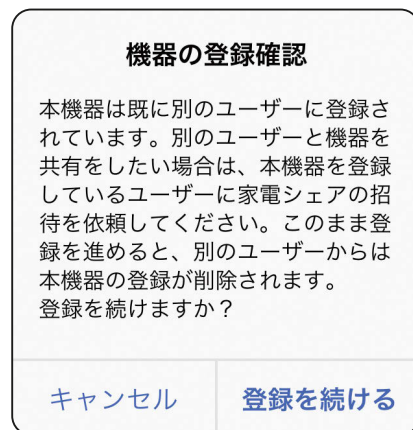 機器の登録確認
本機器は既に別のユーザーに登録さ
れています。別のユーザーと機器を
共有をしたい場合は、本機器を登録
しているユーザーに家電シェアの招
待を依頼してください。このまま登
録を進めると、別のユーザーからは
本機器の登録が削除されます。
登録を続けますか？
キャンセル 登録を続ける